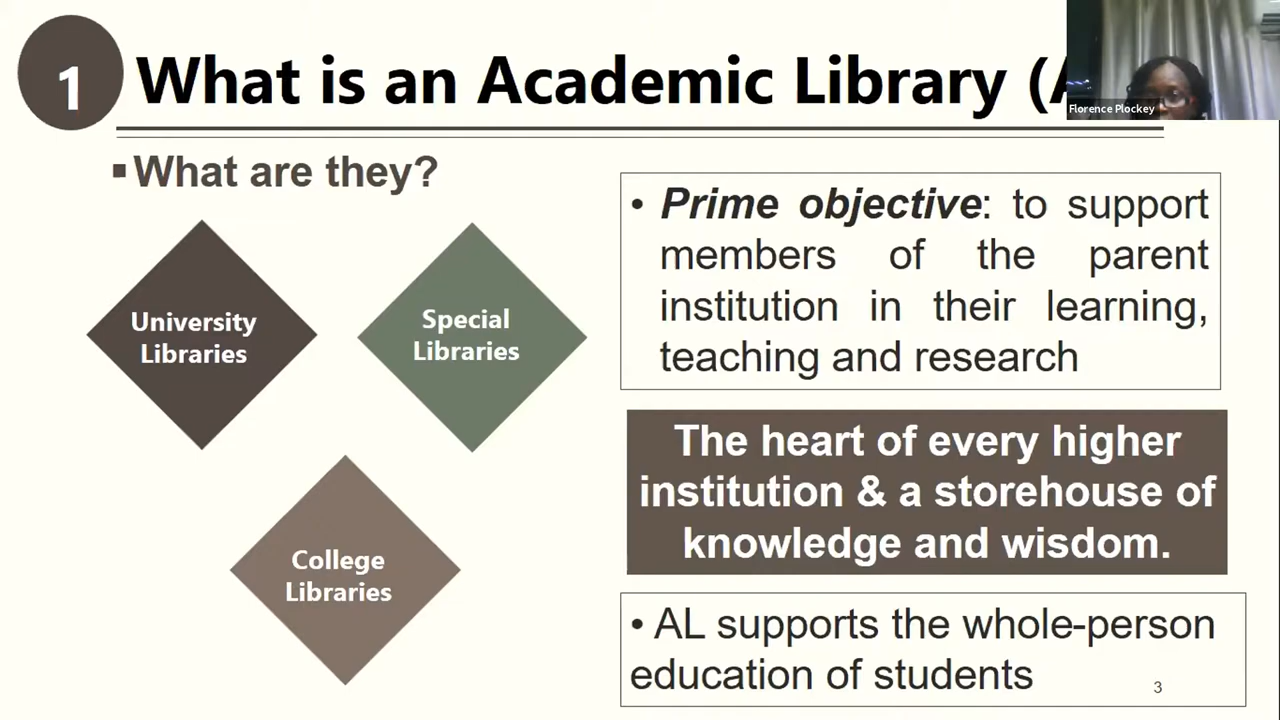 1
What is an Academic Library (A
Florence Plockey
▪What are they?
University
Libraries
Special
Libraries
College
Libraries
• Prime objective: to support
members of the parent
institution in their learning,
teaching and research
The heart of every higher
institution & a storehouse of
knowledge and wisdom.
• AL supports the whole-person
education of students
3